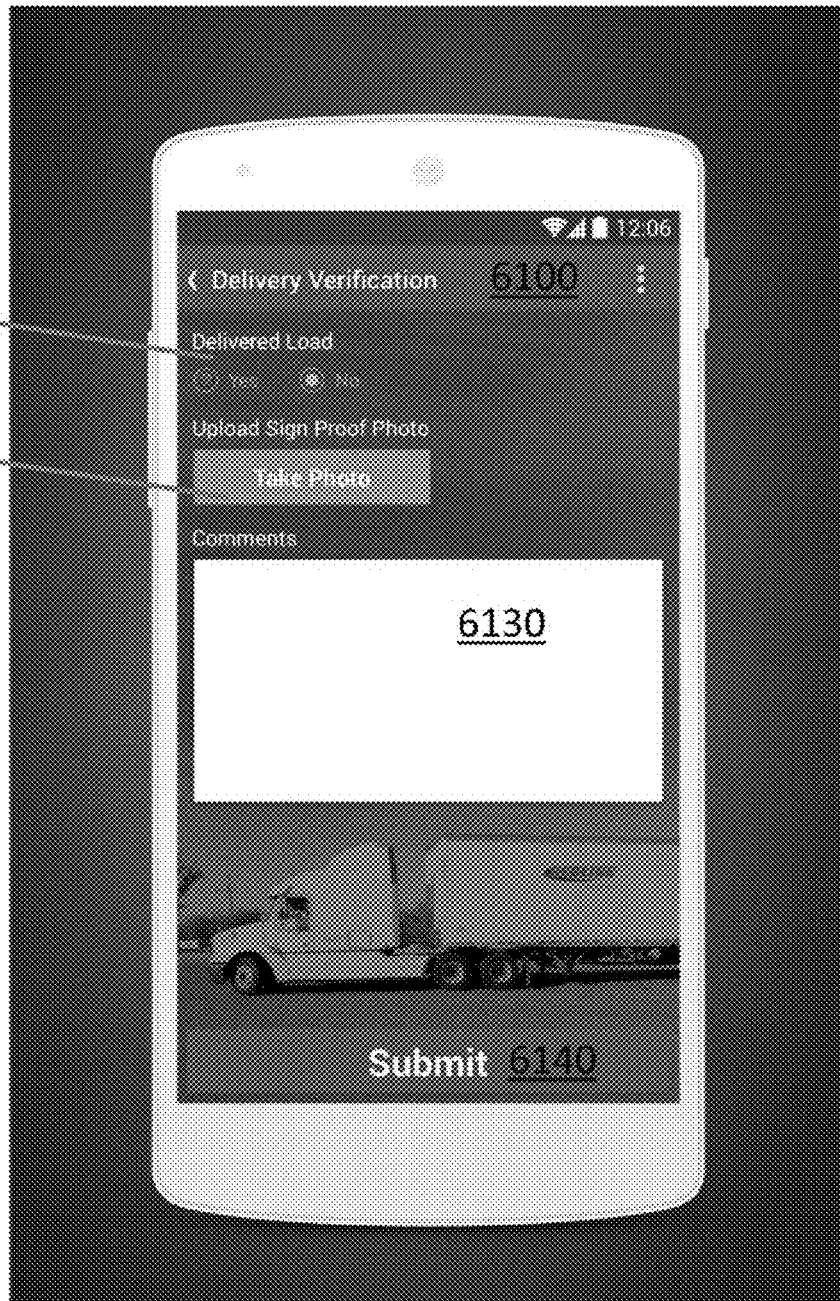 12:06
Delivery Verification 6100
Delivered Load
Yes No
Upload Sign Proof Photo
Take Photo
Comments
6130
Submit 6140